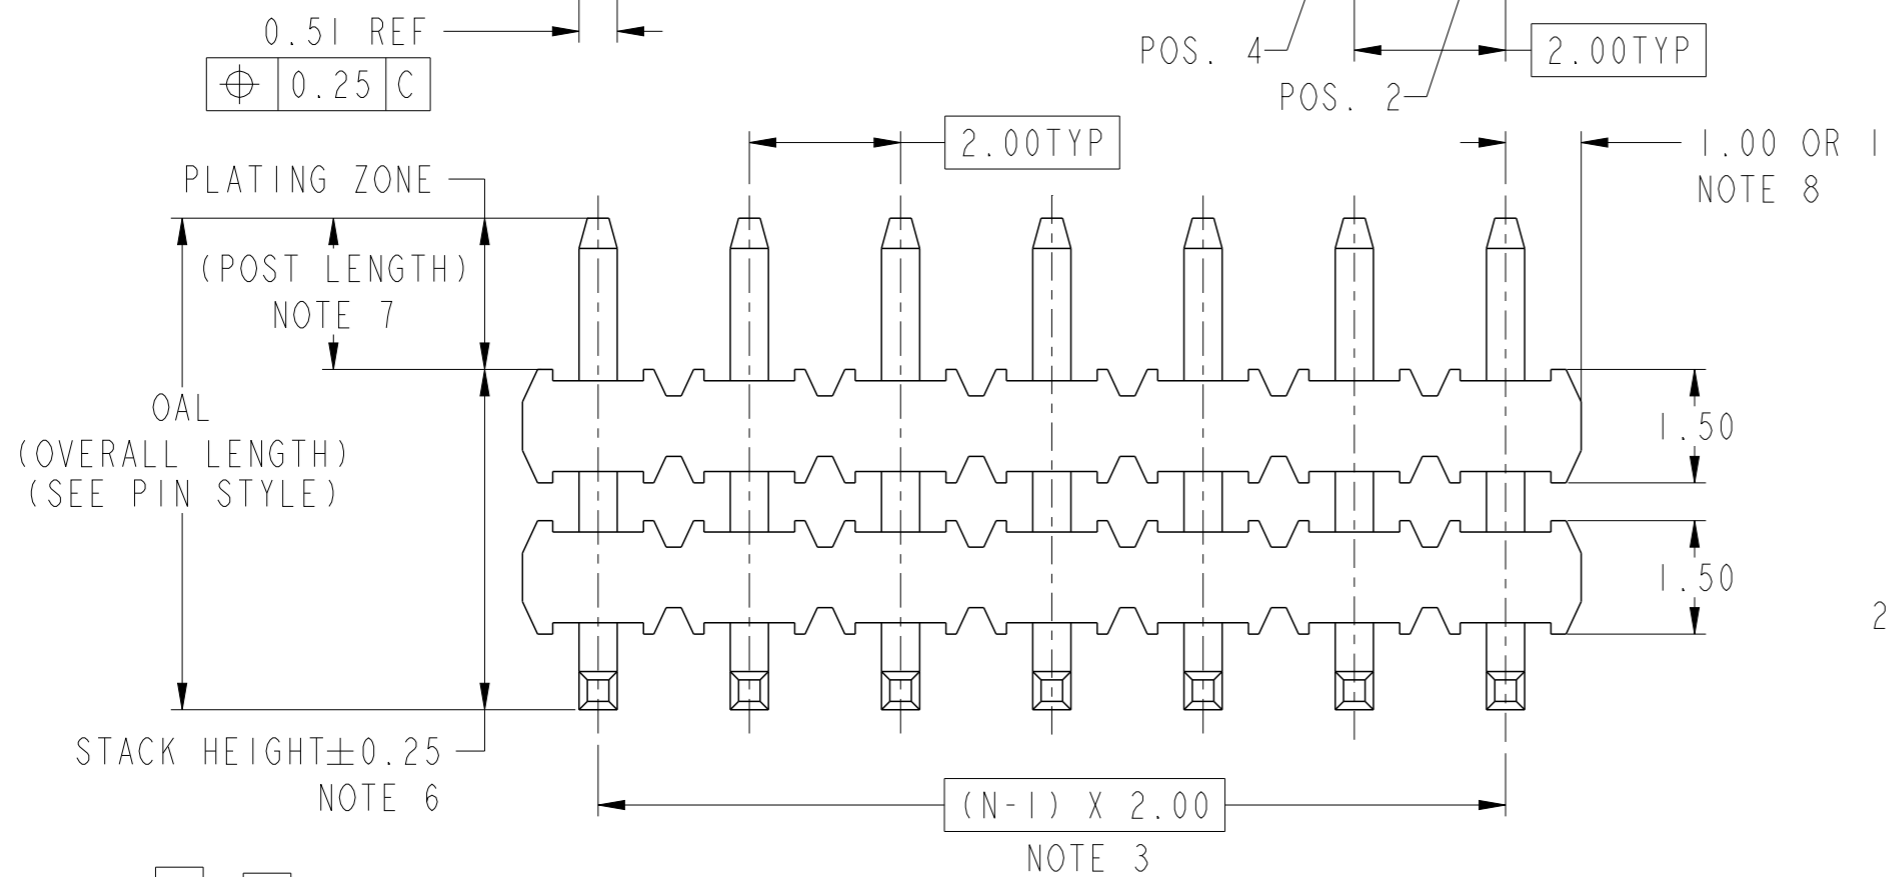 0.51 REF
⌖ 0.25 C
POS. 4
2.00TYP
POS. 2
2.00TYP
1.00 OR 1
NOTE 8
PLATING ZONE
(POST LENGTH)
NOTE 7
OAL
(OVERALL LENGTH)
(SEE PIN STYLE)
1.50
1.50
2
STACK HEIGHT±0.25
NOTE 6
(N-1) X 2.00
NOTE 3